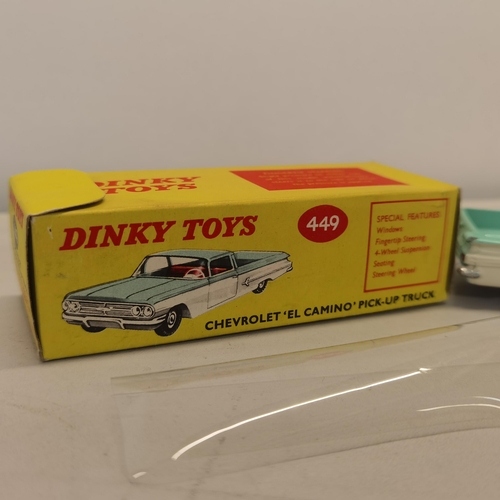 DINKY
TOYS
DINKY TOYS
449
SPECIAL FEATURES
Windows
Fingertip Steering
4-Wheel Suspension
Seating
Steering Wheel
CHEVROLET 'EL CAMINO' PICK-UP TRUCK